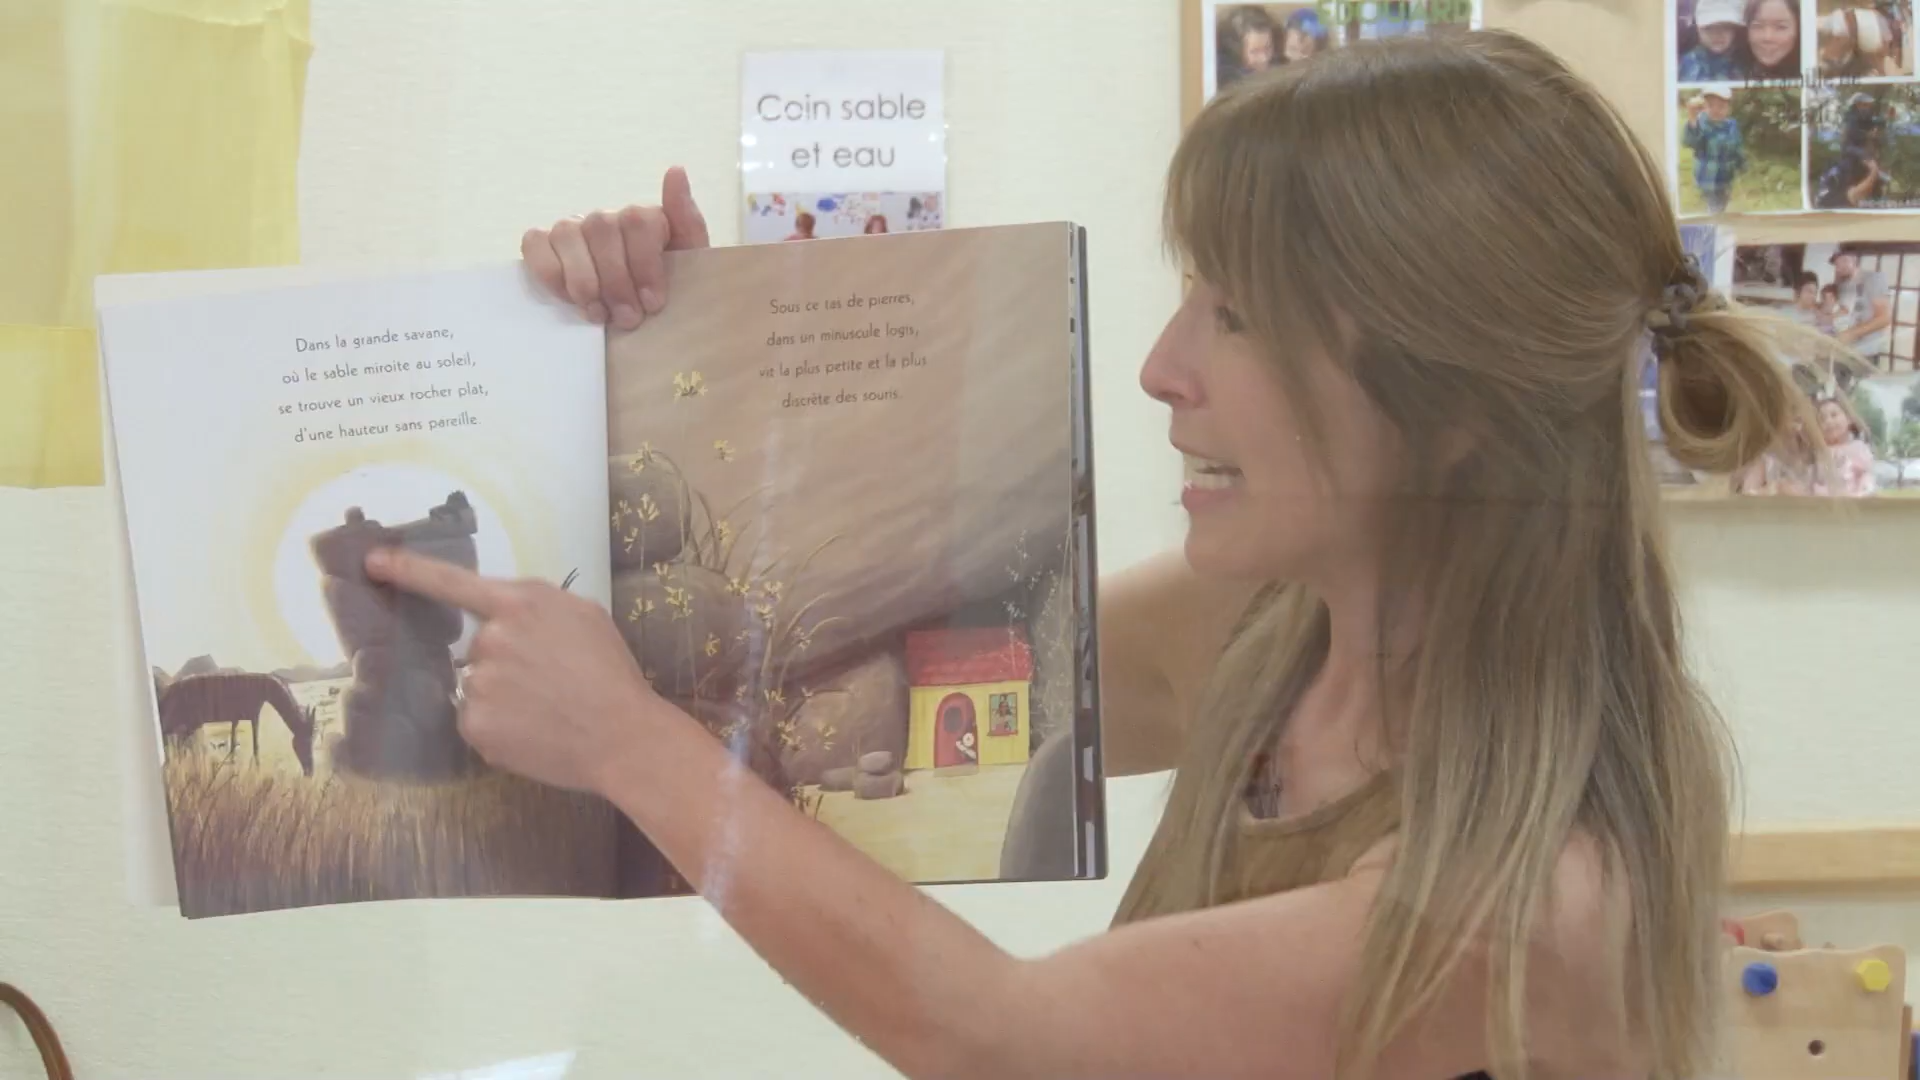 EDOUARD
Coin sable
et eau
Dans la grande savane,
où le sable miroite au soleil,
se trouve un vieux rocher plat,
d'une hauteur sans pareille.
Sous ce tas de pierres,
dans un minuscule logis,
vit la plus petite et la plus
discrète des souris.